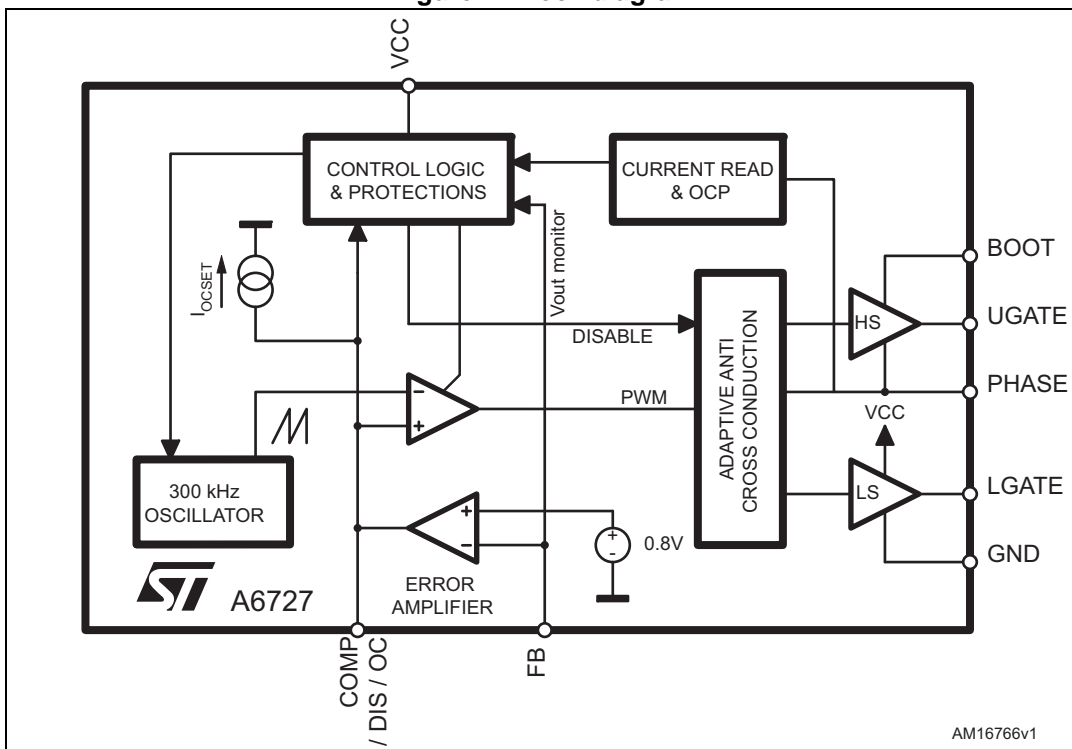 VCC
CONTROL LOGIC
& PROTECTIONS
CURRENT READ
& OCP
IOCSET
Vout monitor
DISABLE
ADAPTIVE ANTI
CROSS CONDUCTION
HS
BOOT
UGATE
PHASE
VCC
−
+
PWM
300 kHz
OSCILLATOR
LS
LGATE
GND
+
−
+
-
0.8V
ERROR
AMPLIFIER
ST
A6727
COMP
/ DIS / OC
FB
AM16766v1